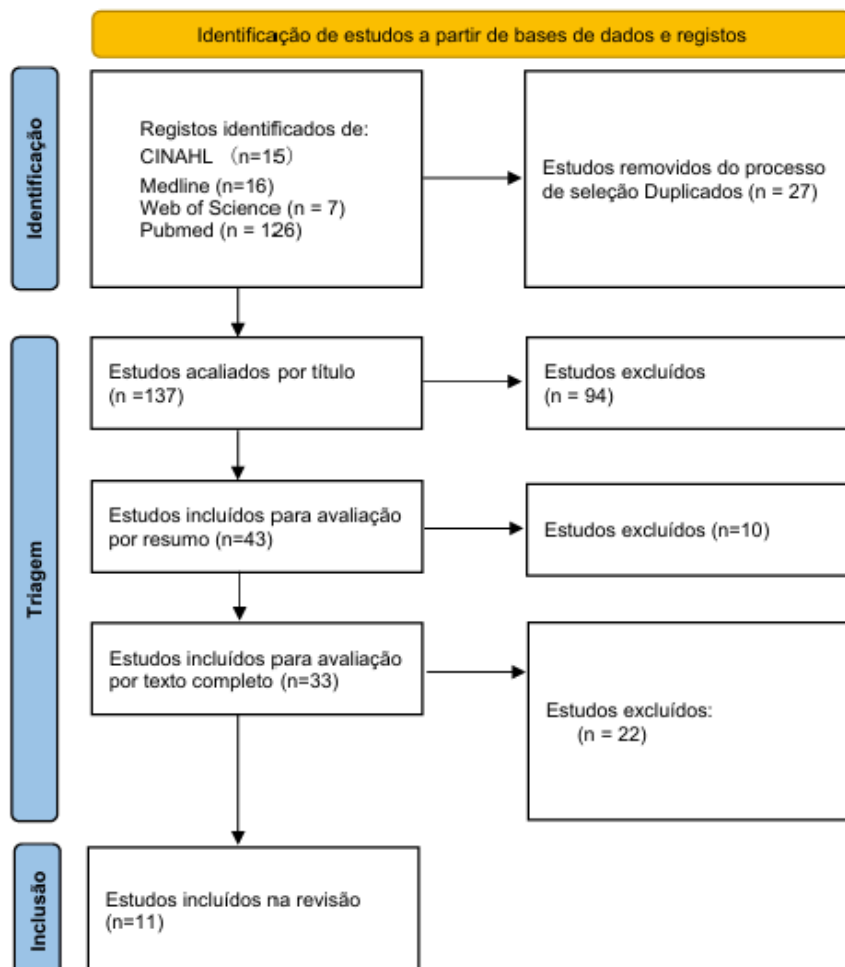 Identificação de estudos a partir de bases de dados e registos
Identificação
Registos identificados de:
CINAHL (n=15)
Medline (n=16)
Web of Science (n = 7)
Pubmed (n = 126)
Estudos removidos do processo
de seleção Duplicados (n = 27)
Triagem
Estudos acaliados por título
(n =137)
Estudos excluídos
(n = 94)
Estudos incluídos para avaliação
por resumo (n=43)
Estudos excluídos (n=10)
Estudos incluídos para avaliação
por texto completo (n=33)
Estudos excluídos:
(n = 22)
Inclusão
Estudos incluídos na revisão
(n=11)